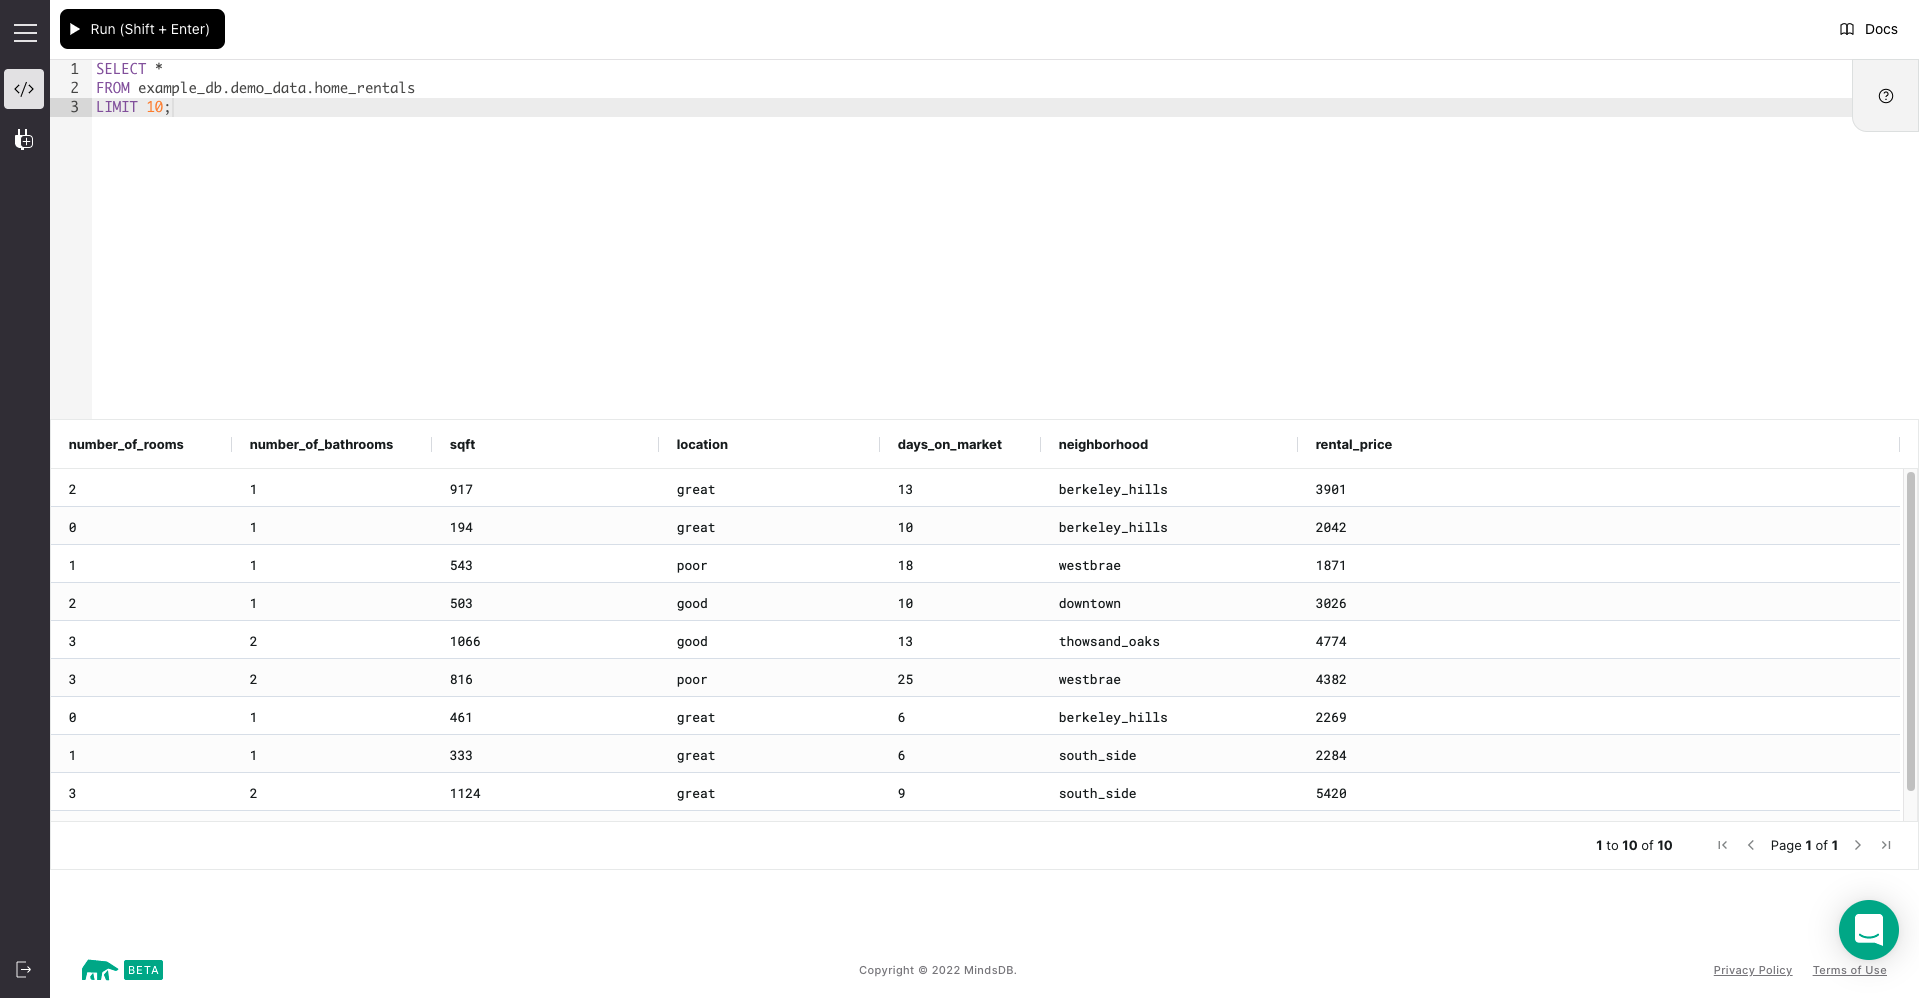 Run (Shift + Enter)
Docs
1 SELECT *
2 FROM example_db.demo_data.home_rentals
3 LIMIT 10;
number_of_rooms number_of_bathrooms sqft location days_on_market neighborhood rental_price
2 1 917 great 13 berkeley_hills 3901
0 1 194 great 10 berkeley_hills 2042
1 1 543 poor 18 westbrae 1871
2 1 503 good 10 downtown 3026
3 2 1066 good 13 thowsand_oaks 4774
3 2 816 poor 25 westbrae 4382
0 1 461 great 6 berkeley_hills 2269
1 1 333 great 6 south_side 2284
3 2 1124 great 9 south_side 5420
1 to 10 of 10 Page 1 of 1
BETA Copyright © 2022 MindsDB. Privacy Policy Terms of Use